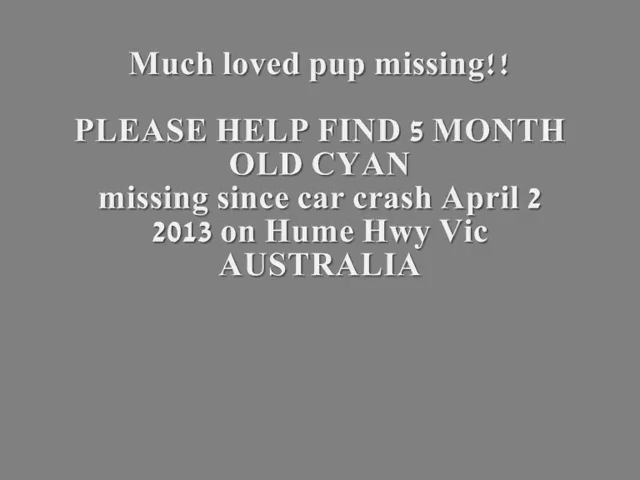 Much loved pup missing!!
PLEASE HELP FIND 5 MONTH
OLD CYAN
missing since car crash April 2
2013 on Hume Hwy Vic
AUSTRALIA